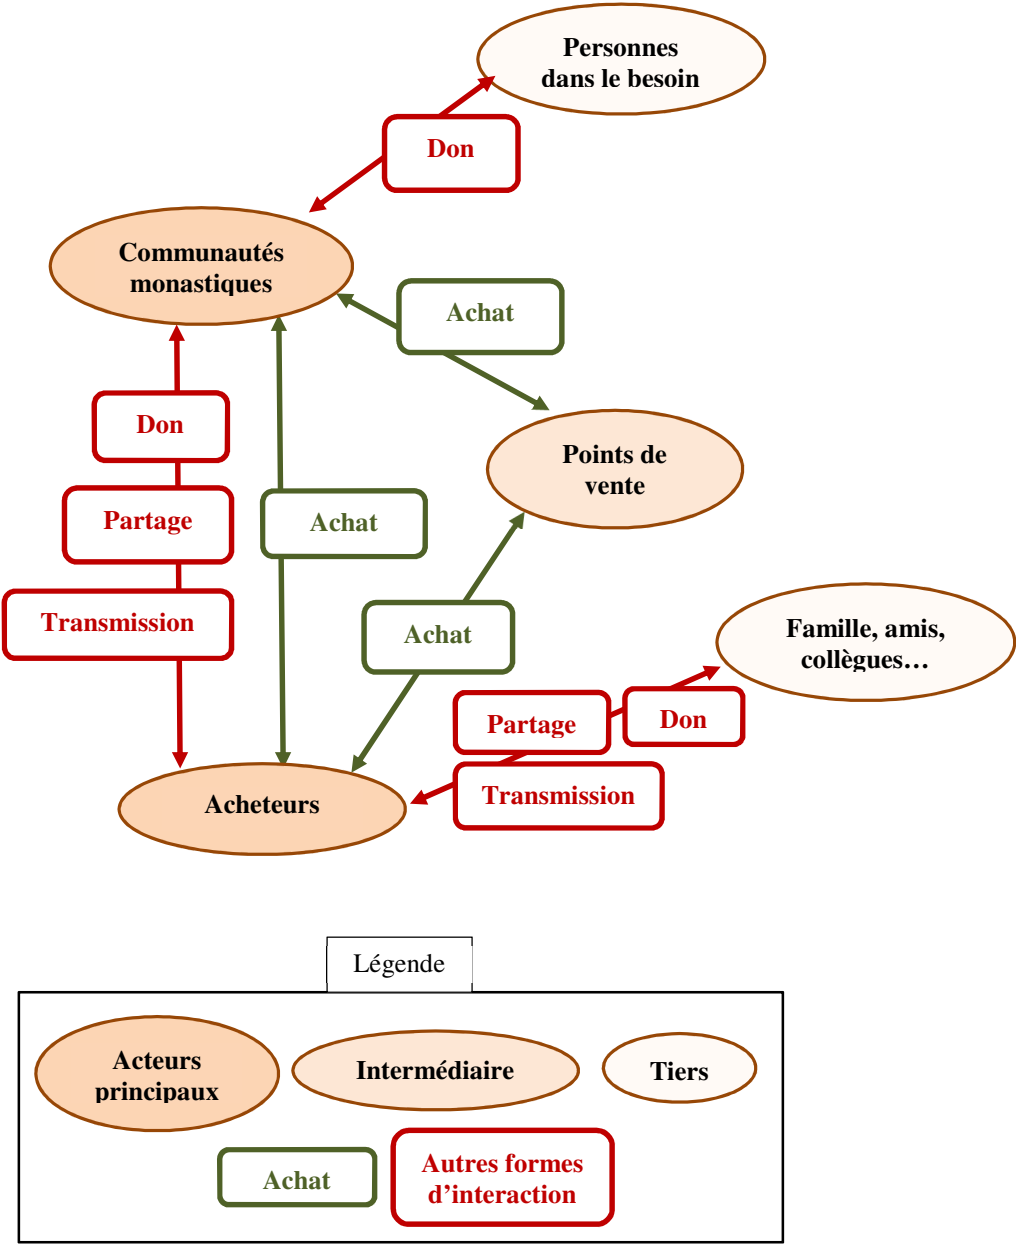 Personnes
dans le besoin
Don
Communautés
monastiques
Achat
Don
Points de
vente
Partage
Achat
Transmission
Achat
Famille, amis,
collègues…
Partage
Don
Transmission
Acheteurs
Légende
Acteurs
principaux
Intermédiaire
Tiers
Achat
Autres formes
d’interaction